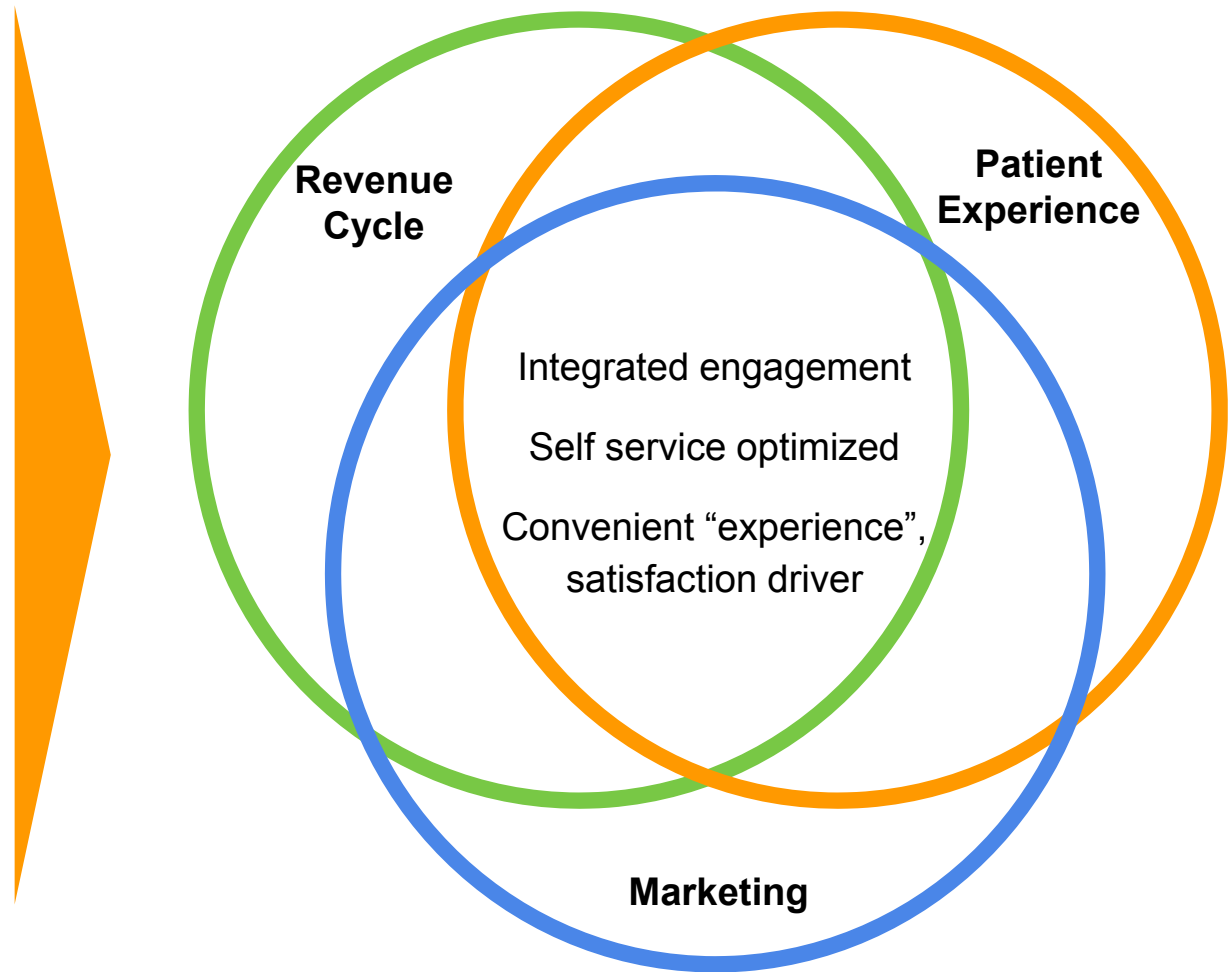 Revenue
Cycle
Patient
Experience
Integrated engagement
Self service optimized
Convenient “experience”,
satisfaction driver
Marketing